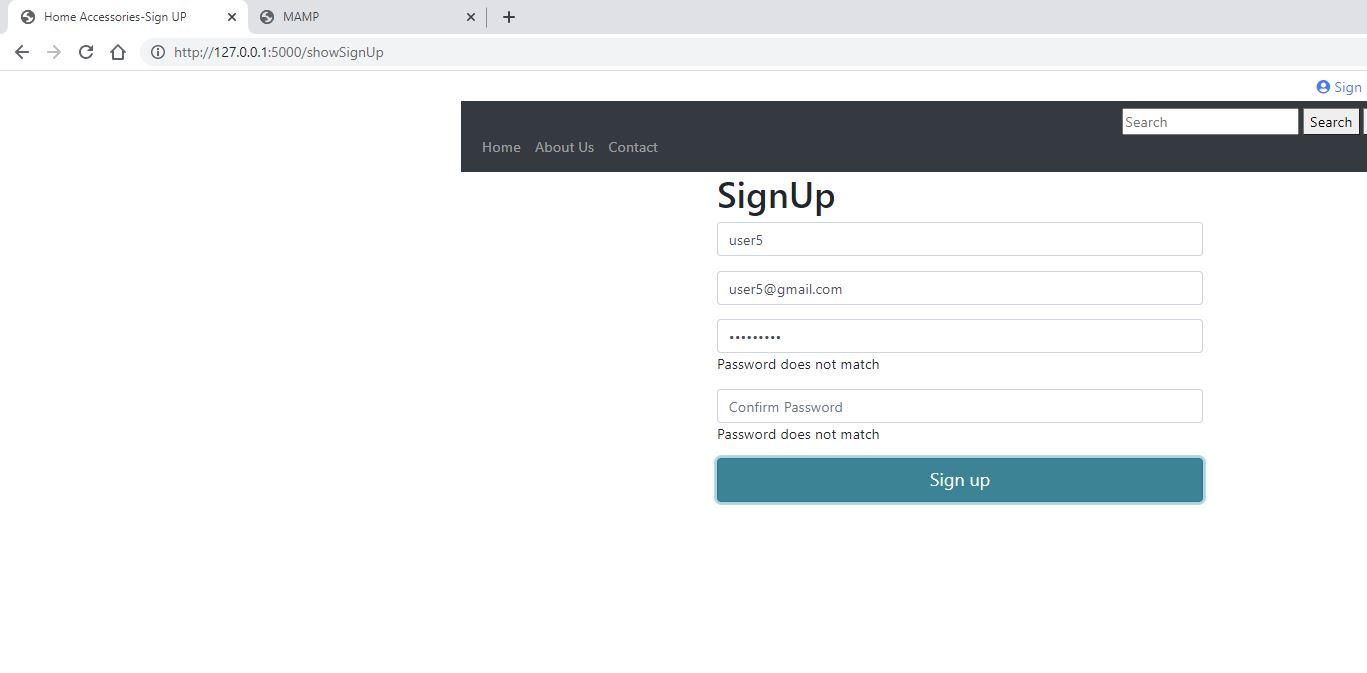 Home Accessories-Sign UP
MAMP
http://127.0.0.1:5000/showSignUp
Sign
Search Search
Home About Us Contact
SignUp
user5
user5@gmail.com
•••••••••
Password does not match
Confirm Password
Password does not match
Sign up